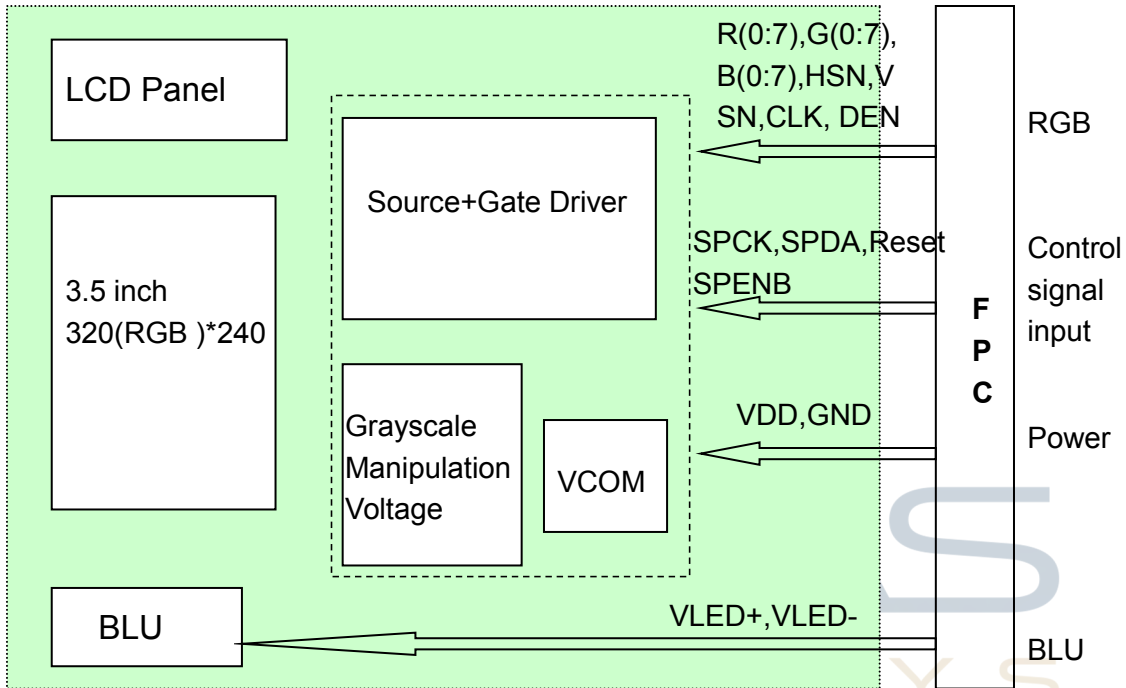 LCD Panel
3.5 inch
320(RGB )*240
BLU
Source+Gate Driver
Grayscale
Manipulation
Voltage
VCOM
R(0:7),G(0:7),
B(0:7),HSN,V
SN,CLK, DEN
SPCK,SPDA,Reset
SPENB
VDD,GND
VLED+,VLED-
F
P
C
RGB
Control
signal
input
Power
BLU